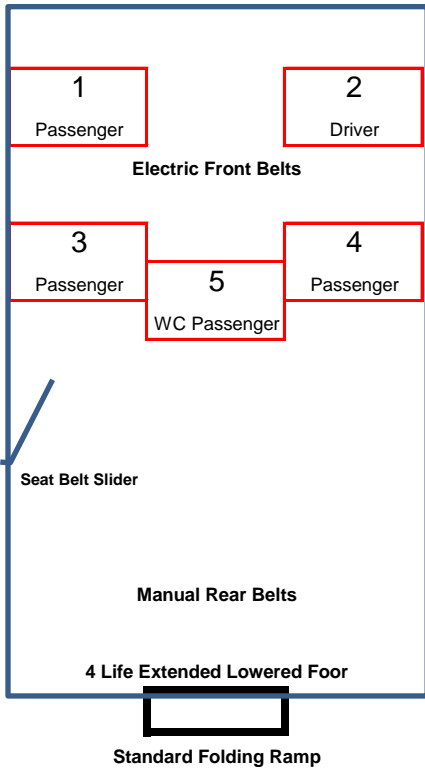 1
Passenger
2
Driver
Electric Front Belts
3
Passenger
4
Passenger
5
WC Passenger
Seat Belt Slider
Manual Rear Belts
4 Life Extended Lowered Foor
Standard Folding Ramp